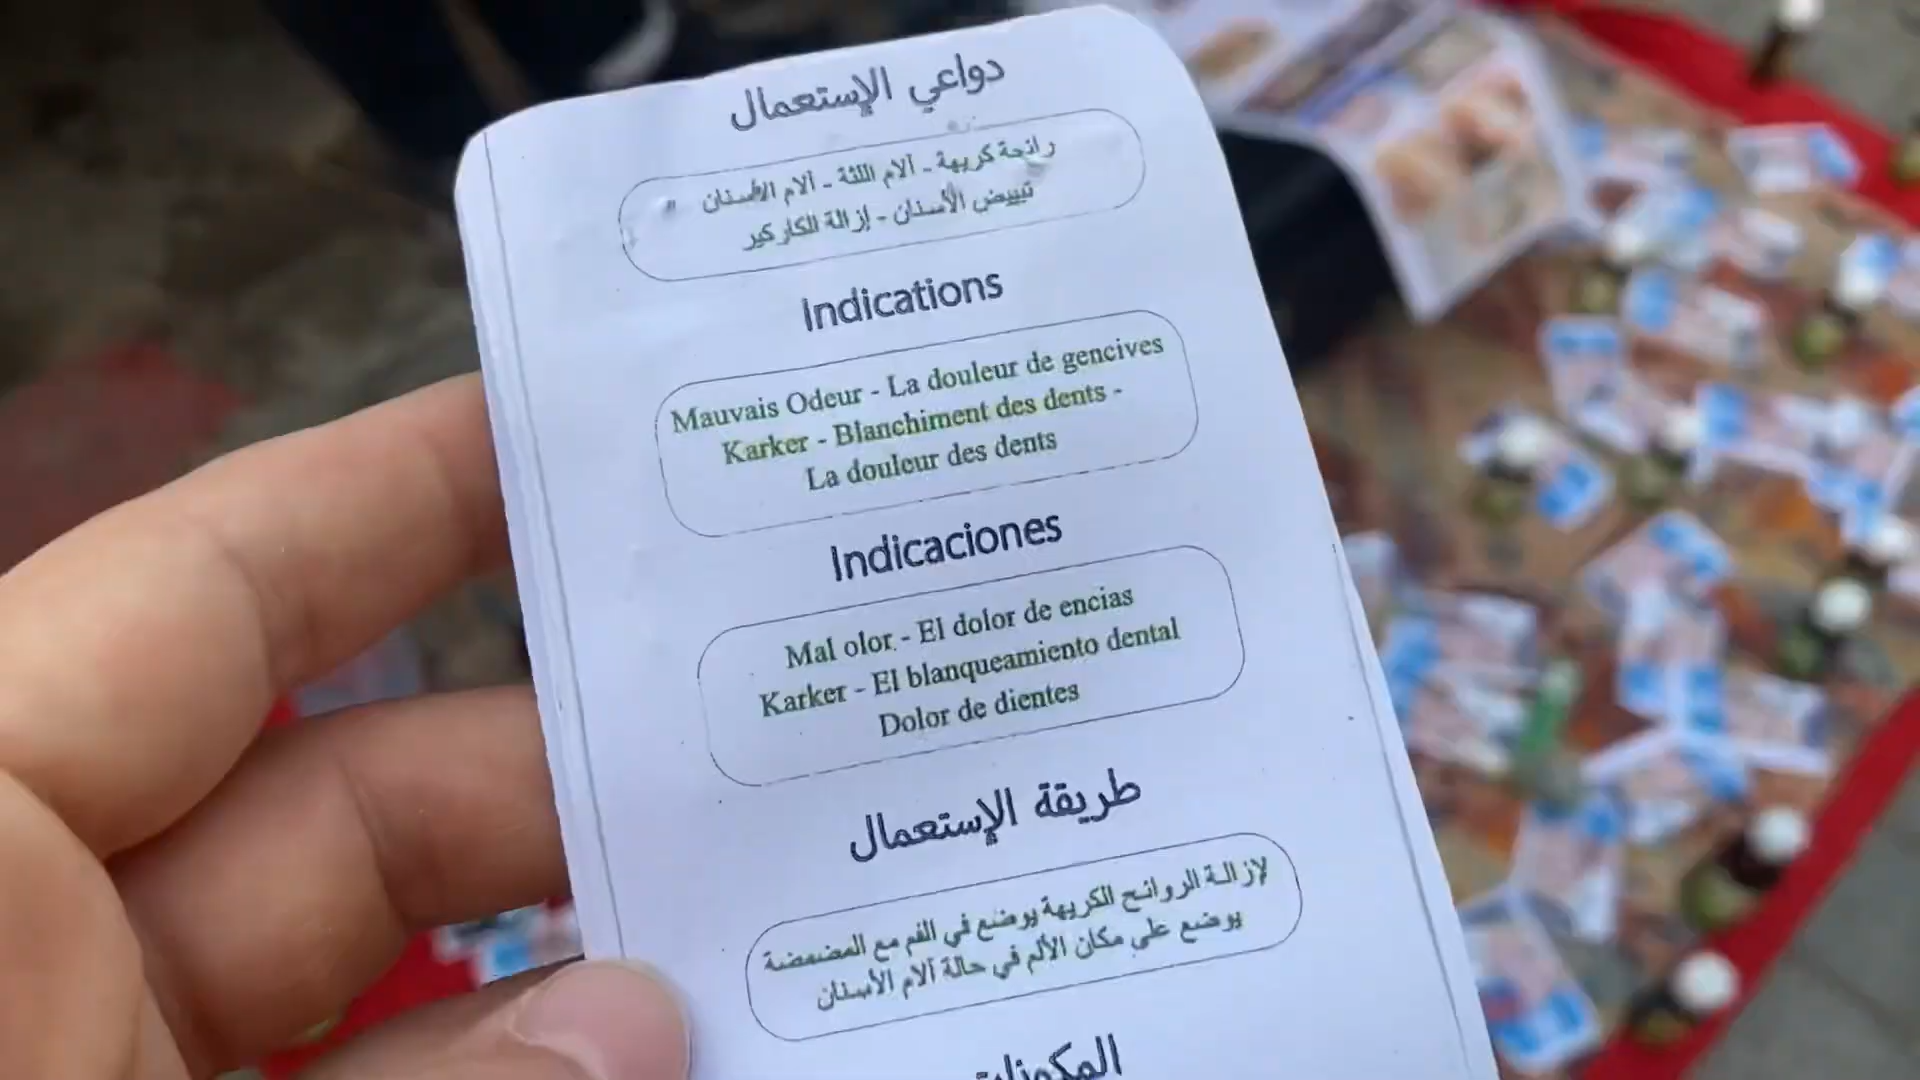 دواعي الإستعمال
رائحة كريهة - آلام اللثة - آلام الأسنان
تبييض الأسنان - إزالة الكاركير
Indications
Mauvais Odeur - La douleur de gencives
Karker - Blanchiment des dents -
La douleur des dents
Indicaciones
Mal olor - El dolor de encias
Karker - El blanqueamiento dental
Dolor de dientes
طريقة الإستعمال
لإزالة الروائح الكريهة يوضع في الفم مع المضمضة
يوضع على مكان الألم في حالة آلام الأسنان
المكونات